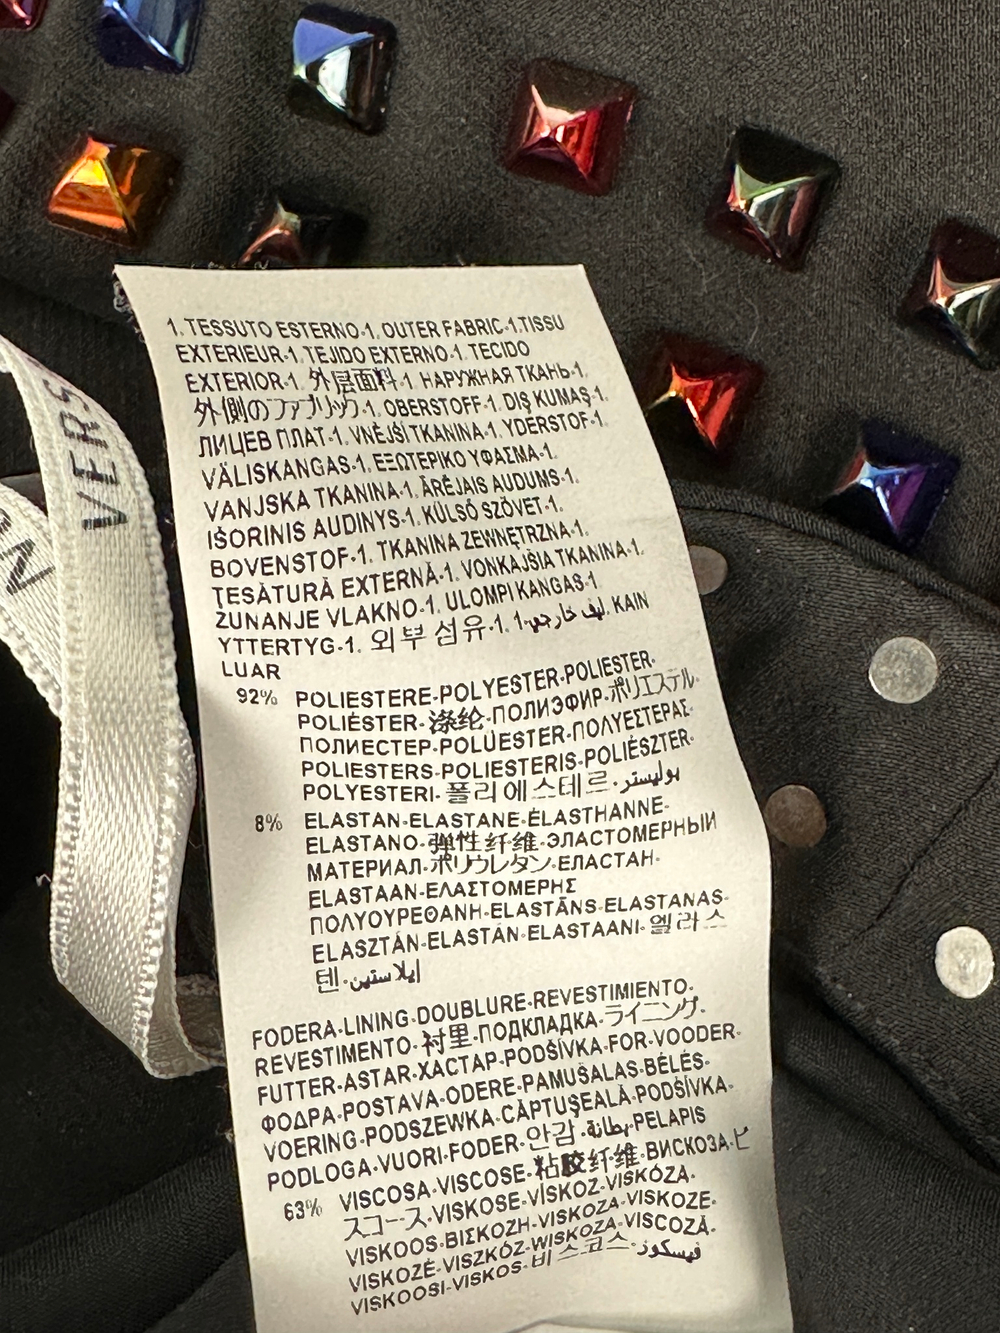 1. TESSUTO ESTERNO-1. OUTER FABRIC-1.TISSU
EXTERIEUR-1. TEJIDO EXTERNO-1. TECIDO
EXTERIOR-1. 外层面料-1. НАРУЖНАЯ ТКАНЬ-1.
外側のファブリック-1. OBERSTOFF-1. DIŞ KUMAŞ-1.
ЛИЦЕВ ПЛАТ-1. VNĚJŠÍ TKANINA-1. YDERSTOF-1.
VÄLISKANGAS-1. ΕΞΩΤΕΡΙΚΟ ΥΦΑΣΜΑ-1.
VANJSKA TKANINA-1. ĀRĒJAIS AUDUMS-1.
IŠORINIS AUDINYS-1. KÜLSŐ SZÖVET-1.
BOVENSTOF-1. TKANINA ZEWNĘTRZNA-1.
ŢESĂTURĂ EXTERNĂ-1. VONKAJŠIA TKANINA-1.
ZUNANJE VLAKNO-1. ULOMPI KANGAS-1.
YTTERTYG-1. 외부 섬유-1. 1-ليف خارجي. KAIN
LUAR
92% POLIESTERE-POLYESTER-POLIESTER-
POLIÉSTER-涤纶-ПОЛИЭФИР-ポリエステル-
ПОЛИЕСТЕР-POLÜESTER-ΠΟΛΥΕΣΤΕΡΑΣ-
POLIESTERS-POLIESTERIS-POLIÉSZTER-
POLYESTERI-폴리에스테르-بوليستر
8% ELASTAN-ELASTANE-ÉLASTHANNE-
ELASTANO-弹性纤维-ЭЛАСТОМЕРНЫЙ
МАТЕРИАЛ-ポリウレタン-ЕЛАСТАН-
ELASTAAN-ΕΛΑΣΤΟΜΕΡΗΣ
ΠΟΛΥΟΥΡΕΘΑΝΗ-ELASTĀNS-ELASTANAS-
ELASZTÁN-ELASTÁN-ELASTAANI-엘라스
텐-ايلاستين
FODERA-LINING-DOUBLURE-REVESTIMIENTO-
REVESTIMENTO-衬里-ПОДКЛАДКА-ライニング-
FUTTER-ASTAR-ХАСТАР-PODŠÍVKA-FOR-VOODER-
ΦΟΔΡΑ-POSTAVA-ODERE-PAMUŠALAS-BÉLÉS-
VOERING-PODSZEWKA-CĂPTUŞEALĂ-PODŠÍVKA-
PODLOGA-VUORI-FODER-안감-بطانة-PELAPIS
63% VISCOSA-VISCOSE-粘胶纤维-ВИСКОЗА-ビ
スコース-VISKOSE-VİSKOZ-VISKÓZA-
VISKOOS-ΒΙΣΚΟΖΗ-VISKOZA-VISKOZE-
VISKOZĖ-VISZKÓZ-WISKOZA-VISCOZĂ-
VISKOOSI-VISKOS-비스코스-فيسكوز
VERS